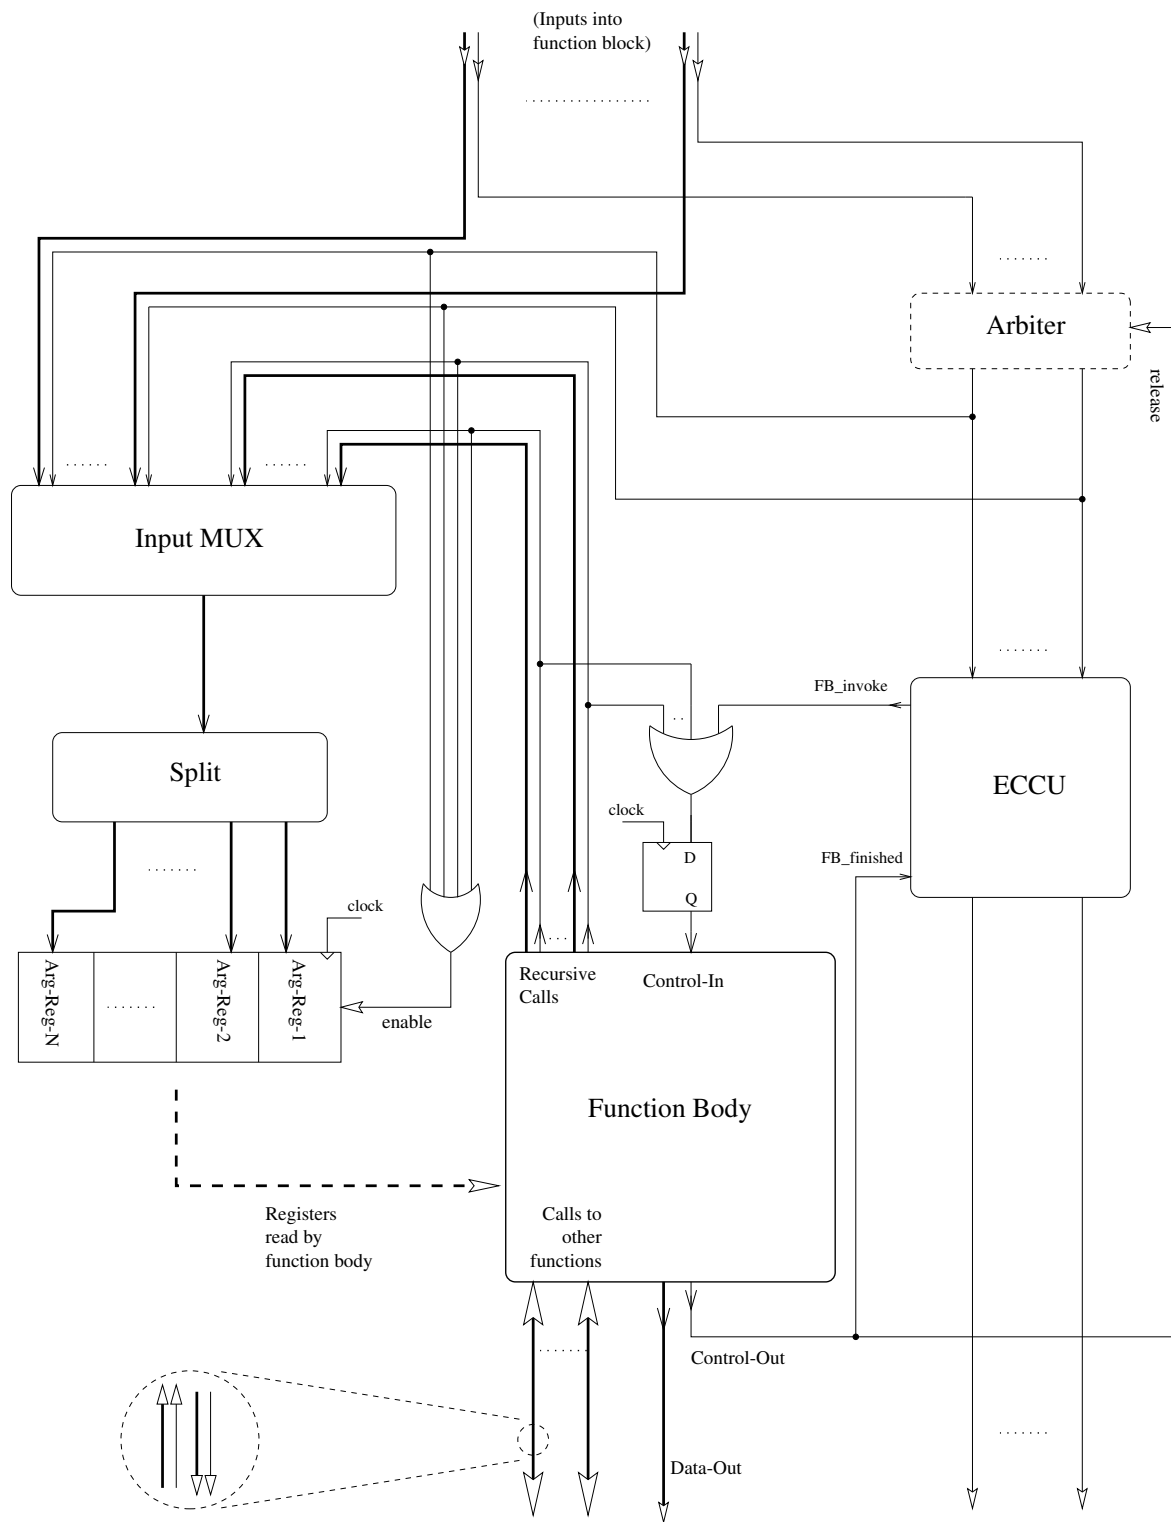 (Inputs into
function block)
Arbiter
release
Input MUX
FB_invoke
Split
ECCU
clock
D
Q
FB_finished
clock
Arg-Reg-N
Arg-Reg-2
Arg-Reg-1
enable
Recursive
Calls
Control-In
Function Body
Registers
read by
function body
Calls to
other
functions
Control-Out
Data-Out